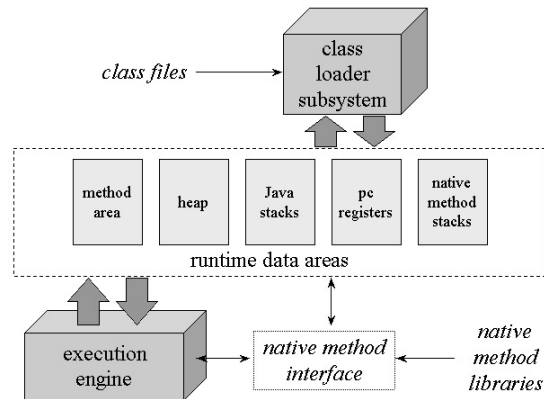 class
loader
subsystem
class files
method
area
heap
Java
stacks
pc
registers
native
method
stacks
runtime data areas
execution
engine
native method
interface
native
method
libraries